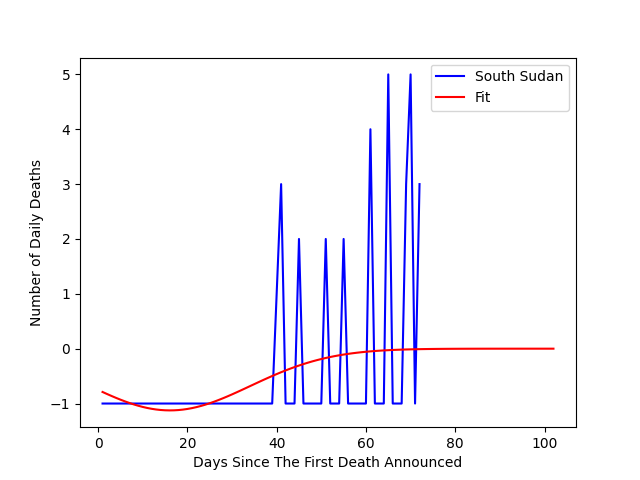 South Sudan
Fit
5
4
3
2
1
0
−1
Number of Daily Deaths
0 20 40 60 80 100
Days Since The First Death Announced